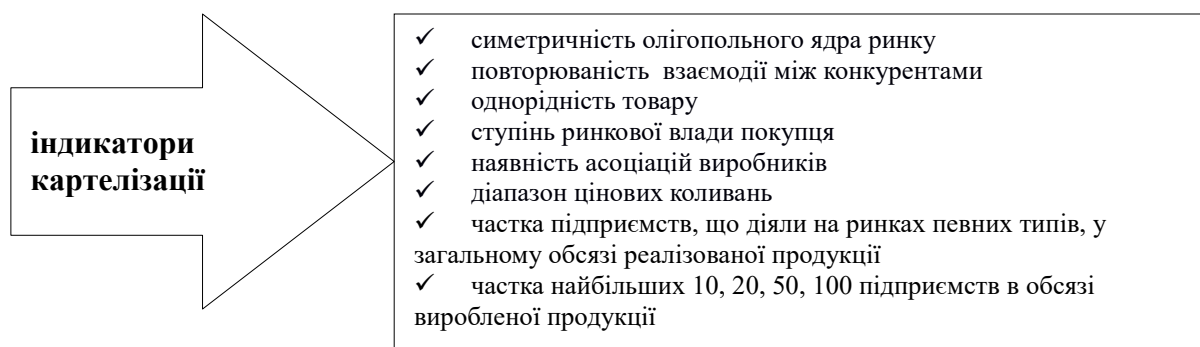 індикатори
картелізації
✓ симетричність олігопольного ядра ринку
✓ повторюваність взаємодії між конкурентами
✓ однорідність товару
✓ ступінь ринкової влади покупця
✓ наявність асоціацій виробників
✓ діапазон цінових коливань
✓ частка підприємств, що діяли на ринках певних типів, у
загальному обсязі реалізованої продукції
✓ частка найбільших 10, 20, 50, 100 підприємств в обсязі
виробленої продукції